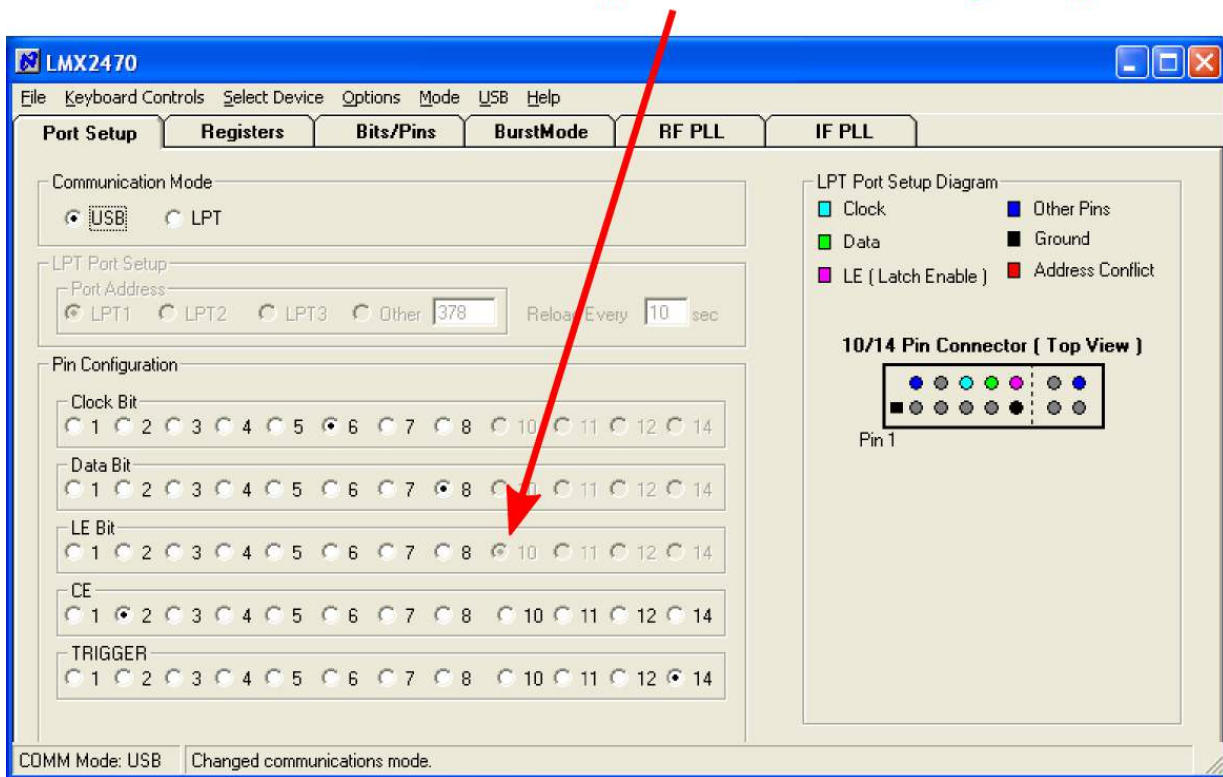 LMX2470
File Keyboard Controls Select Device Options Mode USB Help
Port Setup Registers Bits/Pins BurstMode RF PLL IF PLL
Communication Mode
USB LPT
LPT Port Setup
Port Address
LPT1 LPT2 LPT3 Other 378 Reload Every 10 sec
Pin Configuration
Clock Bit
1 2 3 4 5 6 7 8 10 11 12 14
Data Bit
1 2 3 4 5 6 7 8 10 11 12 14
LE Bit
1 2 3 4 5 6 7 8 10 11 12 14
CE
1 2 3 4 5 6 7 8 10 11 12 14
TRIGGER
1 2 3 4 5 6 7 8 10 11 12 14
LPT Port Setup Diagram
Clock Other Pins
Data Ground
LE ( Latch Enable ) Address Conflict
10/14 Pin Connector ( Top View )
Pin 1
COMM Mode: USB Changed communications mode.